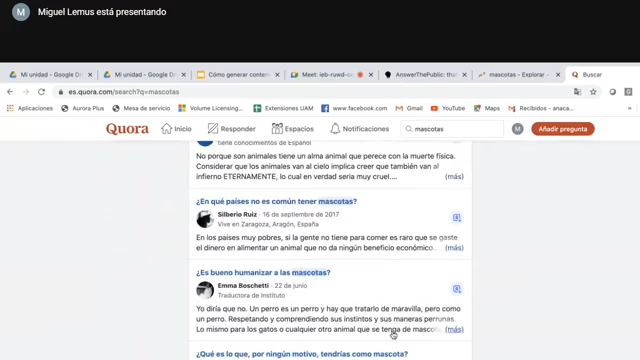 M Miguel Lemus está presentando
Mi unidad - Google D
Mi unidad - Google Dr
Cómo generar conten
Meet: ieb-ruwd-c
AnswerThePublic: tha
mascotas - Explorar -
Buscar
es.quora.com/search?q=mascotas
Aplicaciones
Aurora Plus
Mesa de servicio
Volume Licensing...
Extensiones UAM
www.facebook.com
Gmail
YouTube
Maps
Recibidos - anaca...
Quora
Inicio
Responder
Espacios
Notificaciones
mascotas
M
Añadir pregunta
tiene conocimientos de Español
No porque son animales tiene un alma animal que perece con la muerte física.
Considerar que los animales van al cielo implica creer que también van al
infierno ETERNAMENTE, lo cual en verdad seria muy cruel.... (más)
¿En qué países no es común tener mascotas?
Silberio Ruiz · 16 de septiembre de 2017
Vive en Zaragoza, Aragón, España
En los paises muy pobres, si la gente no tiene para comer es raro que se gaste
el dinero en alimentar un animal que no da ningún beneficio económico... (más)
¿Es bueno humanizar a las mascotas?
Emma Boschetti · 22 de junio
Traductora de Instituto
Yo diría que no. Un perro es un perro y hay que tratarlo de maravilla, pero como
un perro. Respetando y comprendiendo sus instintos y sus maneras perrunas.
Lo mismo para los gatos o cualquier otro animal que se tenga de mascota (más)
¿Qué es lo que, por ningún motivo, tendrías como mascota?